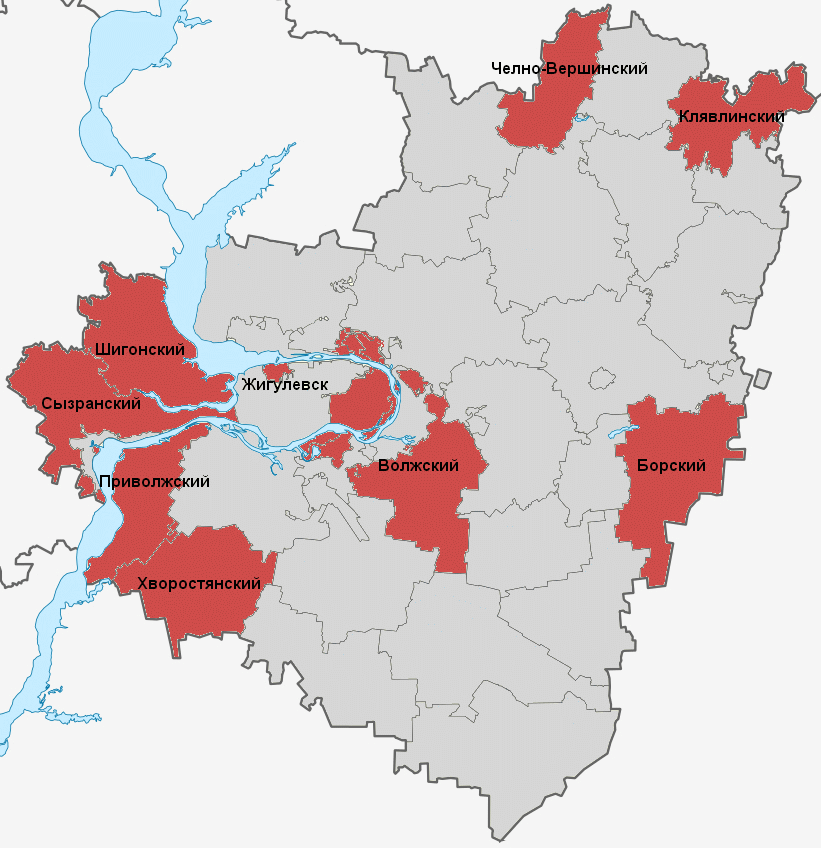 Челно-Вершинский
Клявлинский
Шигонский
Жигулевск
Сызранский
Волжский
Борский
Приволжский
Хворостянский